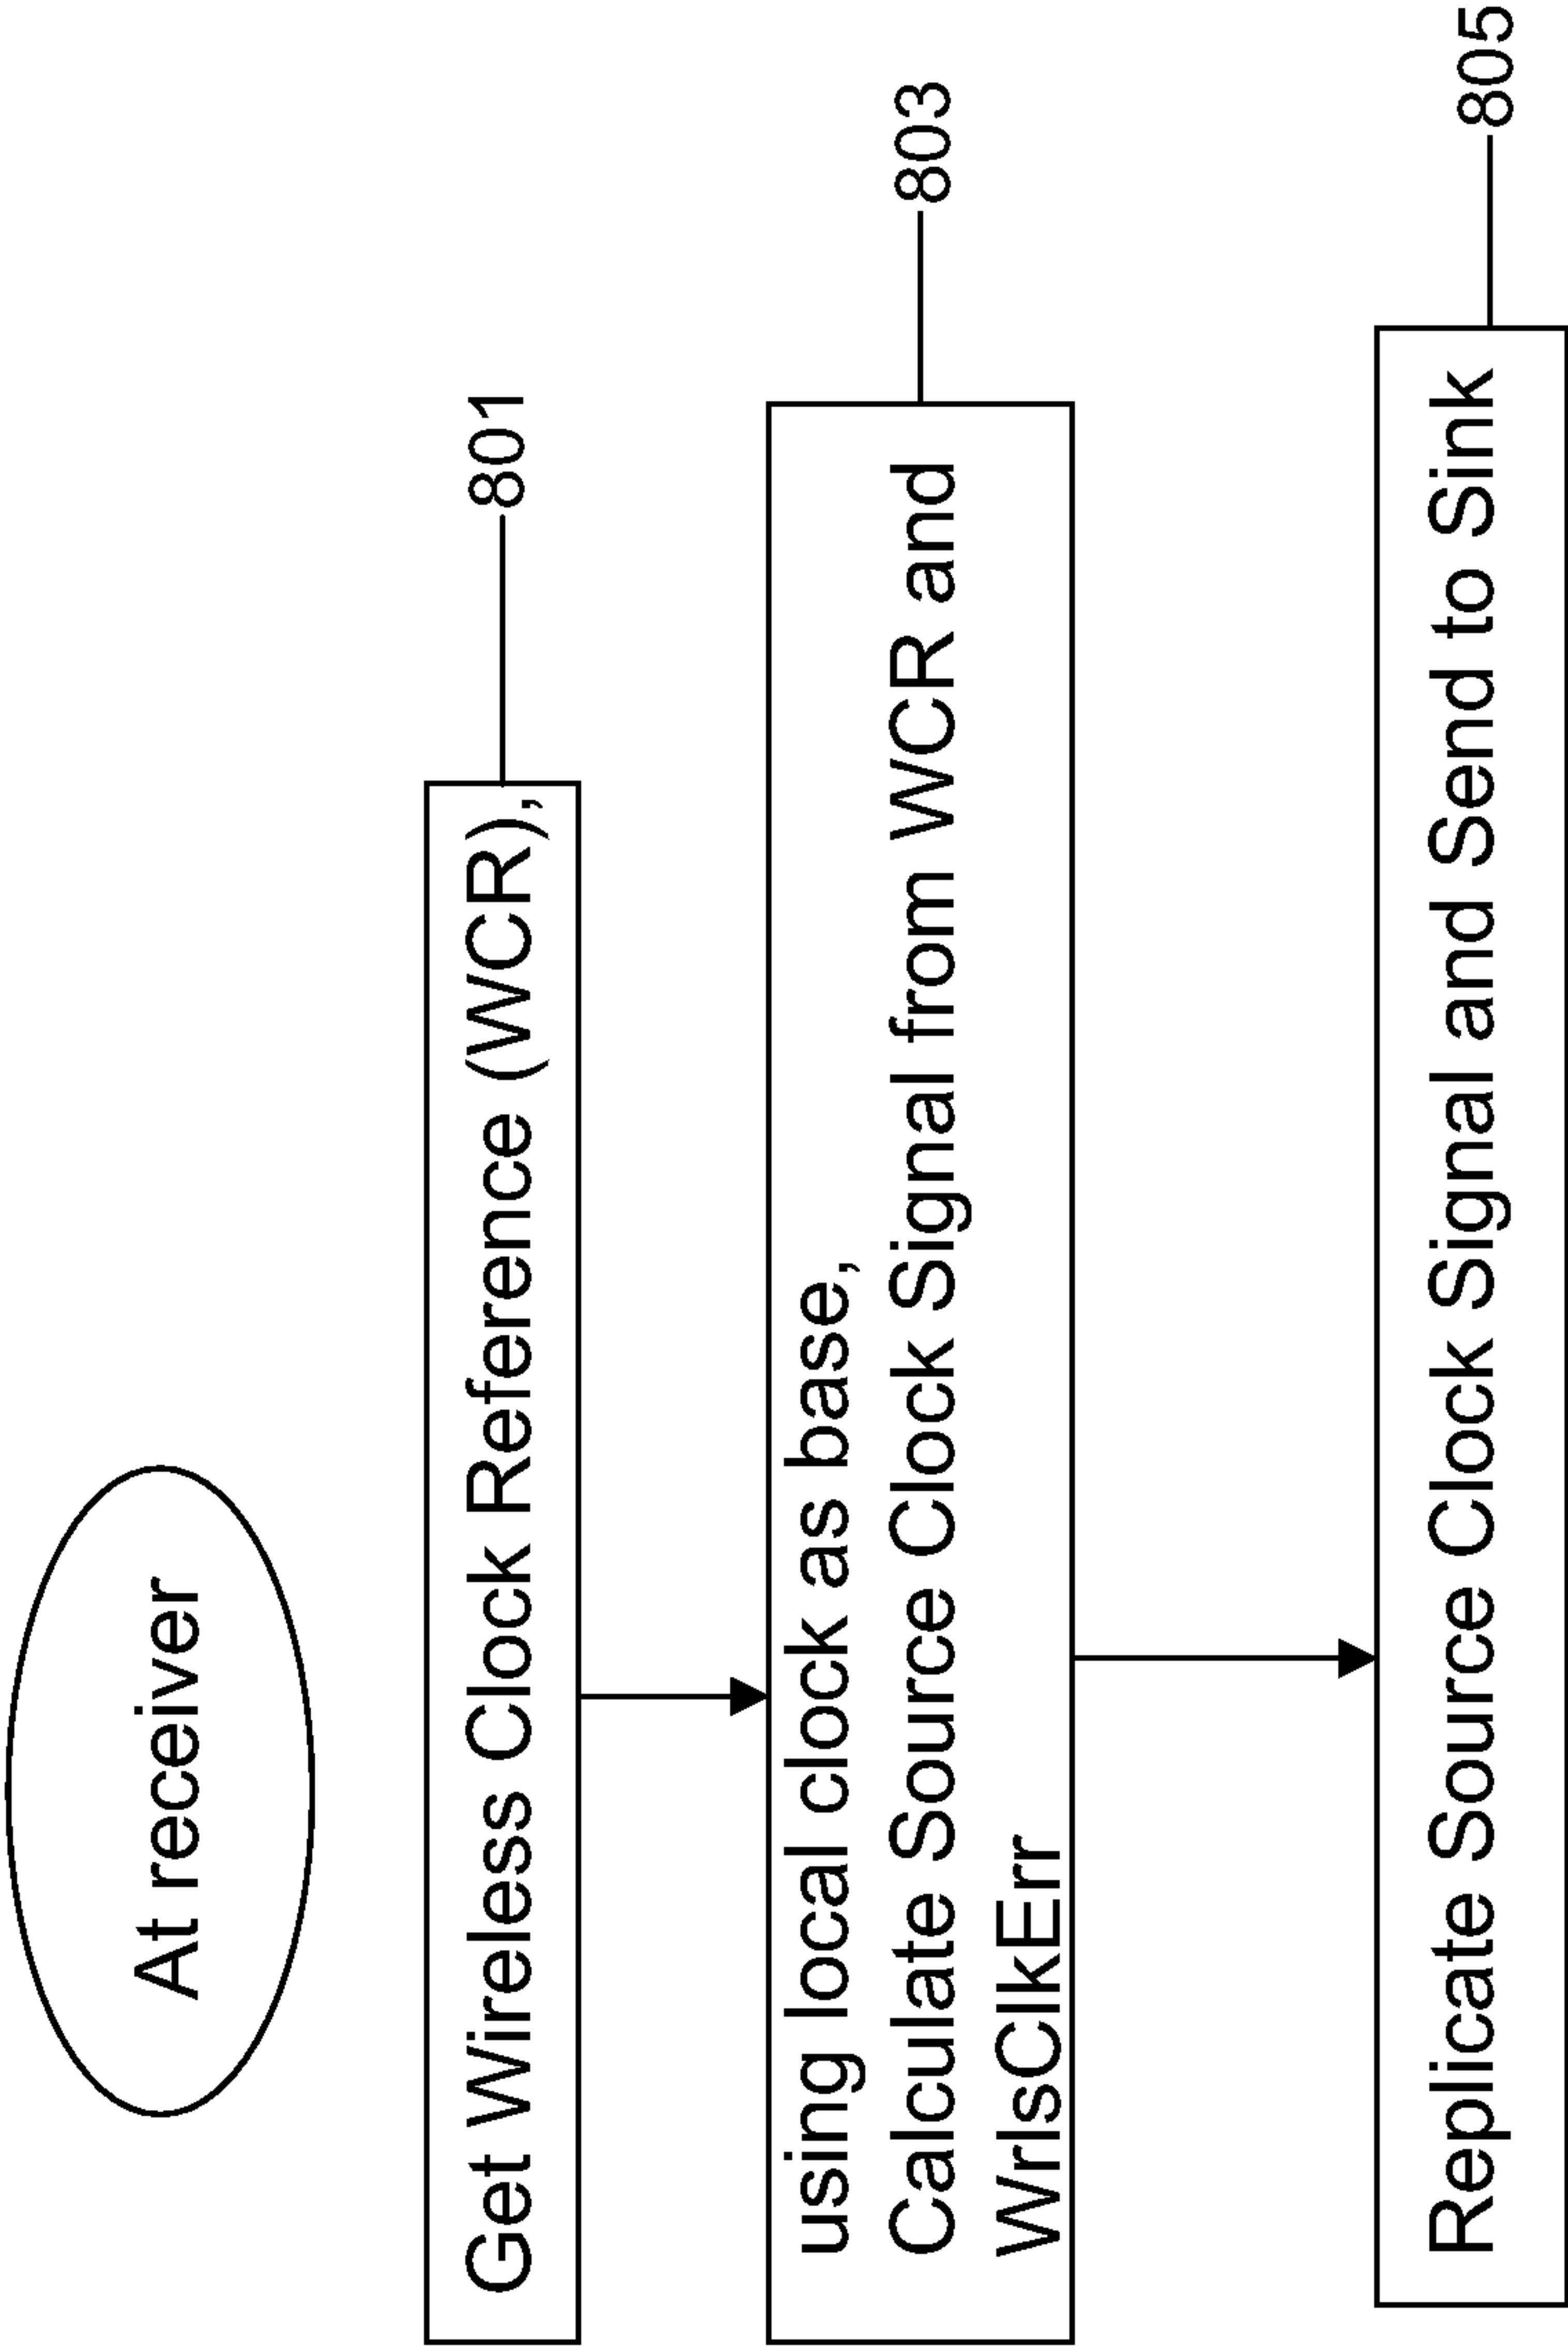 At receiver
Get Wireless Clock Reference (WCR),
801
using local clock as base,
Calculate Source Clock Signal from WCR and
WrlsClkErr
803
Replicate Source Clock Signal and Send to Sink
805